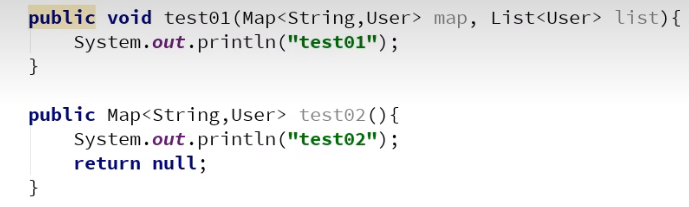 public void test01(Map<String,User> map, List<User> list){
    System.out.println("test01");
}

public Map<String,User> test02(){
    System.out.println("test02");
    return null;
}